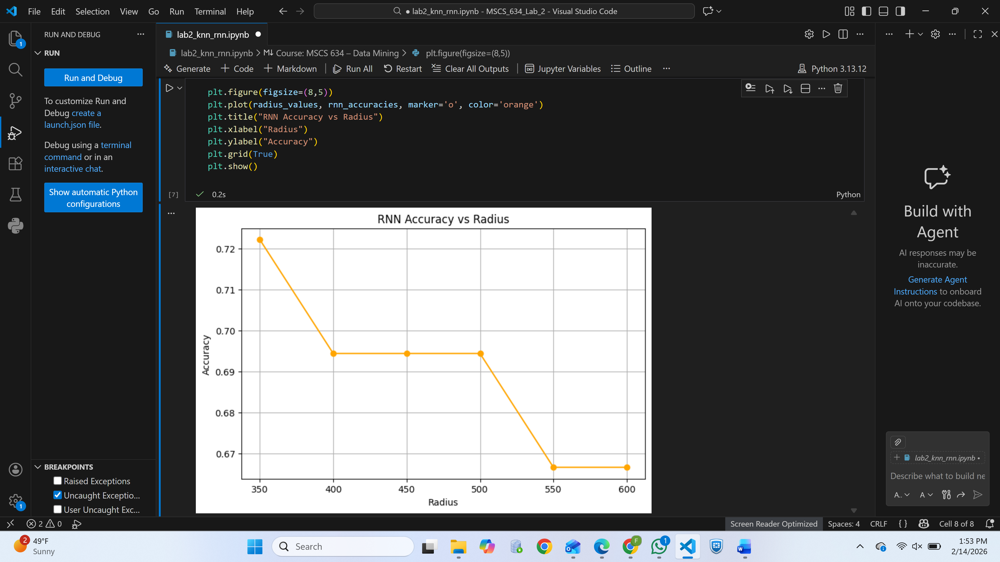 File Edit Selection View Go Run Terminal Help
● lab2_knn_rnn.ipynb - MSCS_634_Lab_2 - Visual Studio Code
1
RUN AND DEBUG
RUN
Run and Debug
To customize Run and
Debug create a
launch.json file.
Debug using a terminal
command or in an
interactive chat.
Show automatic Python
configurations
BREAKPOINTS
Raised Exceptions
Uncaught Exceptio...
User Uncaught Exc...
1
lab2_knn_rnn.ipynb ●
lab2_knn_rnn.ipynb > M↓ Course: MSCS 634 – Data Mining > plt.figure(figsize=(8,5))
Generate + Code + Markdown Run All Restart Clear All Outputs Jupyter Variables Outline ... Python 3.13.12
plt.figure(figsize=(8,5))
plt.plot(radius_values, rnn_accuracies, marker='o', color='orange')
plt.title("RNN Accuracy vs Radius")
plt.xlabel("Radius")
plt.ylabel("Accuracy")
plt.grid(True)
plt.show()
[7] 0.2s Python
RNN Accuracy vs Radius
Accuracy
0.72
0.71
0.70
0.69
0.68
0.67
350 400 450 500 550 600
Radius
Build with
Agent
AI responses may be
inaccurate.
Generate Agent
Instructions to onboard
AI onto your codebase.
+ lab2_knn_rnn.ipynb •
Describe what to build ne
A.. A
2 0 Screen Reader Optimized Spaces: 4 CRLF { } Cell 8 of 8
2 49°F
Sunny
Search
F
1
1:53 PM
2/14/2026